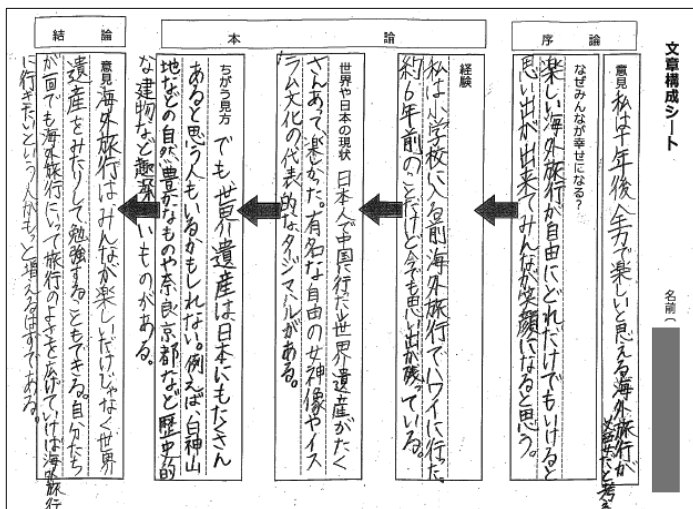 文章構成シート
名前（
序論
意見 私は十年後全力で楽しいと思える海外旅行が
必要だと考える
なぜみんなが幸せになる？
楽しい海外旅行が自由にどれだけでもいけると
思い出が出来てみんなが笑顔になると思う。
本論
経験
私は小学校に入る前海外旅行でハワイに行った。
約6年前のことだけど今でも思い出が残っている。
世界や日本の現状 日本人で中国に行った世界遺産がたく
さんあって、楽かた。有名な自由の女神像やイス
ラム文化の代表的なタージマハルがある。
ちがう見方 でも世界遺産は日本にもたくさん
あると思う人もいるかもしれない。例えば、白神山
地などの自然豊かなものや奈良京都など歴史的
な建物など趣深いいものがある。
結論
意見 海外旅行はみんなが楽しいだけじゃなく世界
遺産をみたりして、勉強することもできる。自分たち
が一回でも海外旅行にいって旅行のよさを広げていけば海外旅行
に行きたいという人がもっと増えるはずである。